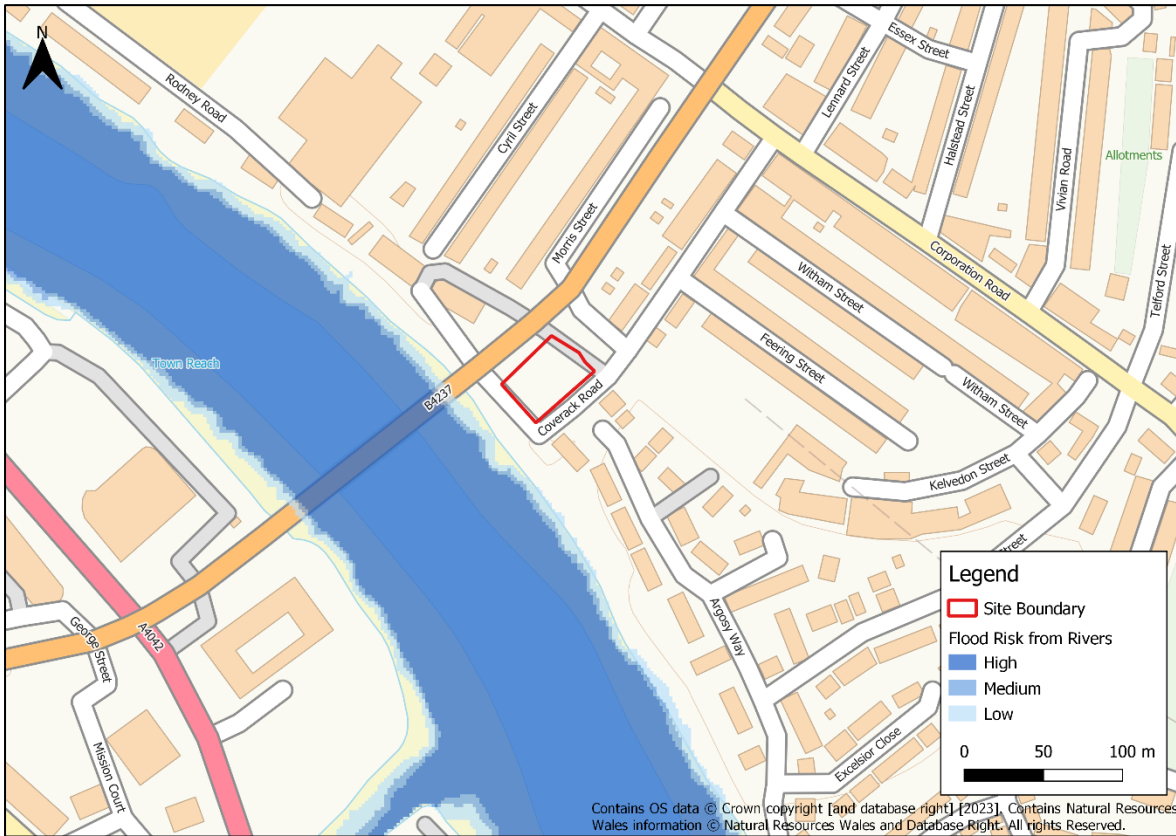 N
Rodney Road
Cyril Street
Morris Street
Essex Street
Lennard Street
Halstead Street
Vivian Road
Allotments
Telford Street
Corporation Road
Witham Street
Feering Street
Witham Street
Kelvedon Street
Town Reach
B4237
Coverack Road
Street
Argosy Way
Excelsior Close
A4042
George Street
Mission Court
Legend
Site Boundary
Flood Risk from Rivers
High
Medium
Low
0 50 100 m
Contains OS data © Crown copyright [and database right] [2023]. Contains Natural Resources
Wales information © Natural Resources Wales and Database Right. All rights Reserved.